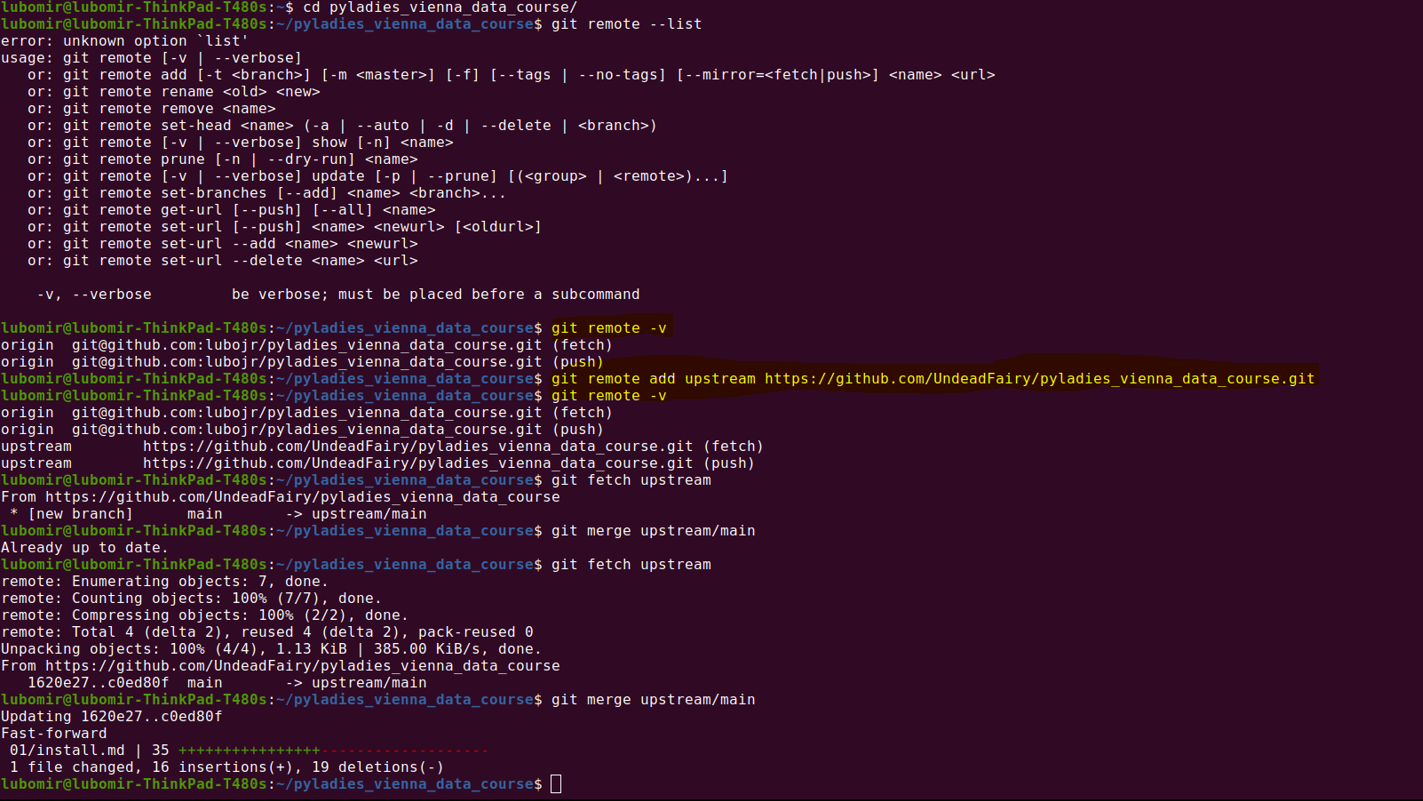 lubomir@lubomir-ThinkPad-T480s:~$ cd pyladies_vienna_data_course/
lubomir@lubomir-ThinkPad-T480s:~/pyladies_vienna_data_course$ git remote --list
error: unknown option `list'
usage: git remote [-v | --verbose]
   or: git remote add [-t <branch>] [-m <master>] [-f] [--tags | --no-tags] [--mirror=<fetch|push>] <name> <url>
   or: git remote rename <old> <new>
   or: git remote remove <name>
   or: git remote set-head <name> (-a | --auto | -d | --delete | <branch>)
   or: git remote [-v | --verbose] show [-n] <name>
   or: git remote prune [-n | --dry-run] <name>
   or: git remote [-v | --verbose] update [-p | --prune] [(<group> | <remote>)...]
   or: git remote set-branches [--add] <name> <branch>...
   or: git remote get-url [--push] [--all] <name>
   or: git remote set-url [--push] <name> <newurl> [<oldurl>]
   or: git remote set-url --add <name> <newurl>
   or: git remote set-url --delete <name> <url>
    -v, --verbose         be verbose; must be placed before a subcommand
lubomir@lubomir-ThinkPad-T480s:~/pyladies_vienna_data_course$ git remote -v
origin  git@github.com:lubojr/pyladies_vienna_data_course.git (fetch)
origin  git@github.com:lubojr/pyladies_vienna_data_course.git (push)
lubomir@lubomir-ThinkPad-T480s:~/pyladies_vienna_data_course$ git remote add upstream https://github.com/UndeadFairy/pyladies_vienna_data_course.git
lubomir@lubomir-ThinkPad-T480s:~/pyladies_vienna_data_course$ git remote -v
origin  git@github.com:lubojr/pyladies_vienna_data_course.git (fetch)
origin  git@github.com:lubojr/pyladies_vienna_data_course.git (push)
upstream        https://github.com/UndeadFairy/pyladies_vienna_data_course.git (fetch)
upstream        https://github.com/UndeadFairy/pyladies_vienna_data_course.git (push)
lubomir@lubomir-ThinkPad-T480s:~/pyladies_vienna_data_course$ git fetch upstream
From https://github.com/UndeadFairy/pyladies_vienna_data_course
 * [new branch]      main       -> upstream/main
lubomir@lubomir-ThinkPad-T480s:~/pyladies_vienna_data_course$ git merge upstream/main
Already up to date.
lubomir@lubomir-ThinkPad-T480s:~/pyladies_vienna_data_course$ git fetch upstream
remote: Enumerating objects: 7, done.
remote: Counting objects: 100% (7/7), done.
remote: Compressing objects: 100% (2/2), done.
remote: Total 4 (delta 2), reused 4 (delta 2), pack-reused 0
Unpacking objects: 100% (4/4), 1.13 KiB | 385.00 KiB/s, done.
From https://github.com/UndeadFairy/pyladies_vienna_data_course
   1620e27..c0ed80f  main       -> upstream/main
lubomir@lubomir-ThinkPad-T480s:~/pyladies_vienna_data_course$ git merge upstream/main
Updating 1620e27..c0ed80f
Fast-forward
 01/install.md | 35 ++++++++++++++++-------------------
 1 file changed, 16 insertions(+), 19 deletions(-)
lubomir@lubomir-ThinkPad-T480s:~/pyladies_vienna_data_course$